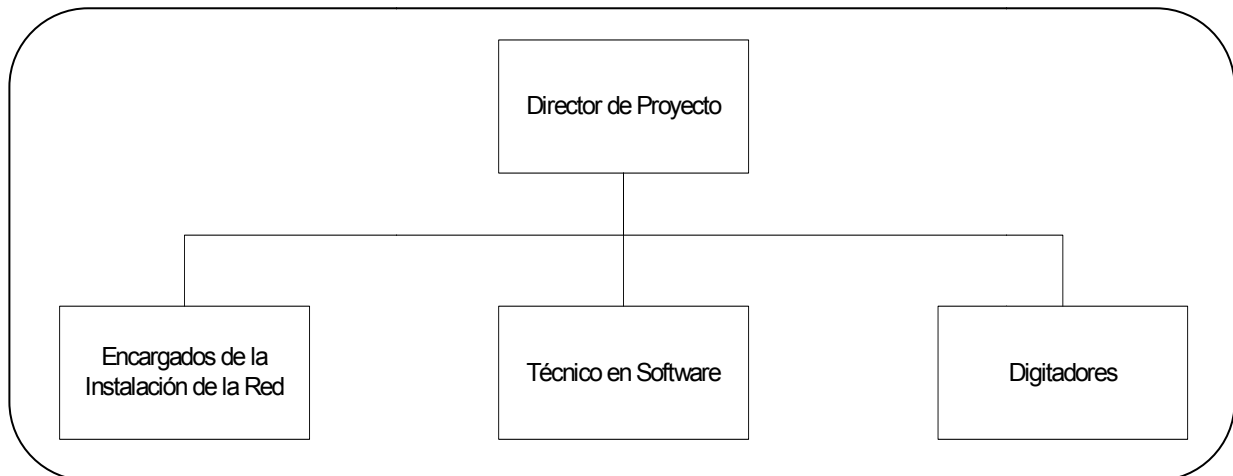 Director de Proyecto
Encargados de la
Instalación de la Red
Técnico en Software
Digitadores